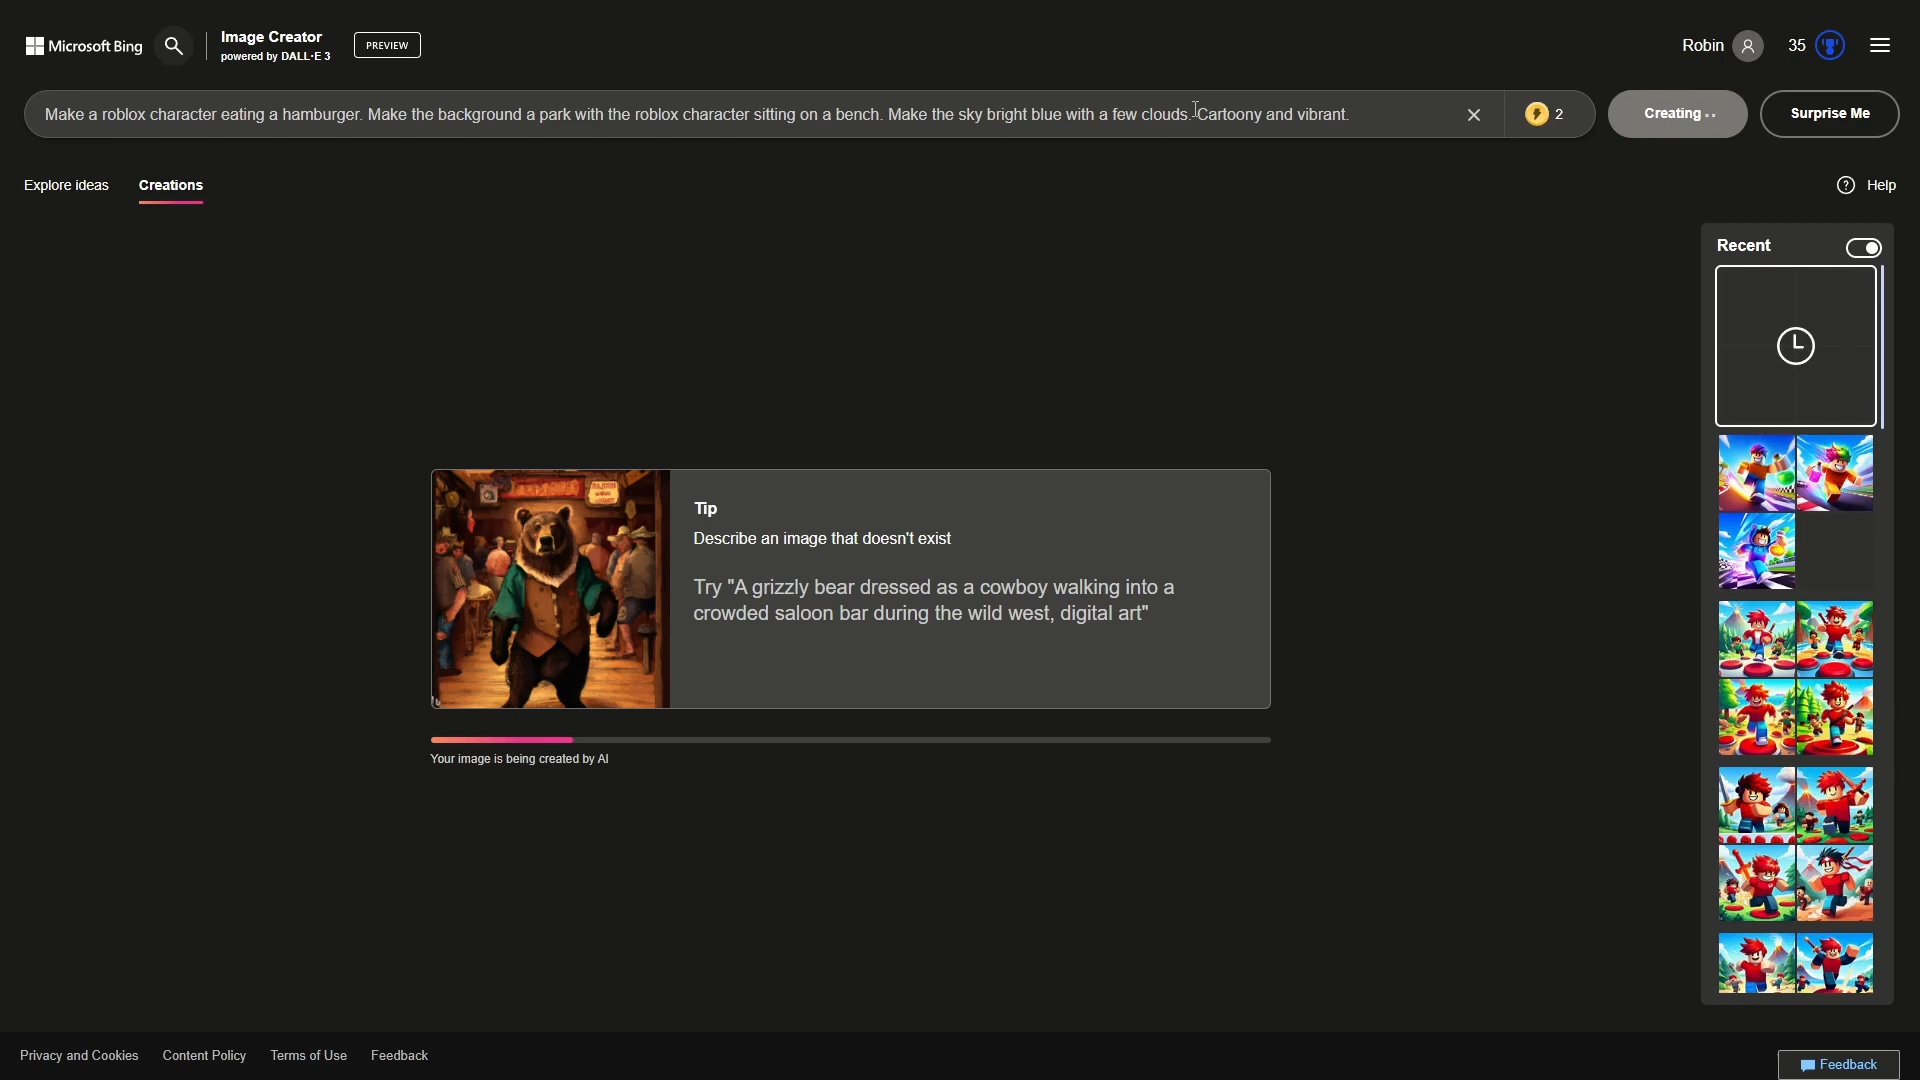 Microsoft Bing
Image Creator
powered by DALL·E 3
PREVIEW
Robin
35
Make a roblox character eating a hamburger. Make the background a park with the roblox character sitting on a bench. Make the sky bright blue with a few clouds. Cartoony and vibrant.
2
Creating..
Surprise Me
Explore ideas
Creations
Help
Recent
Tip
Describe an image that doesn't exist
Try "A grizzly bear dressed as a cowboy walking into a
crowded saloon bar during the wild west, digital art"
Your image is being created by AI
Privacy and Cookies
Content Policy
Terms of Use
Feedback
Feedback